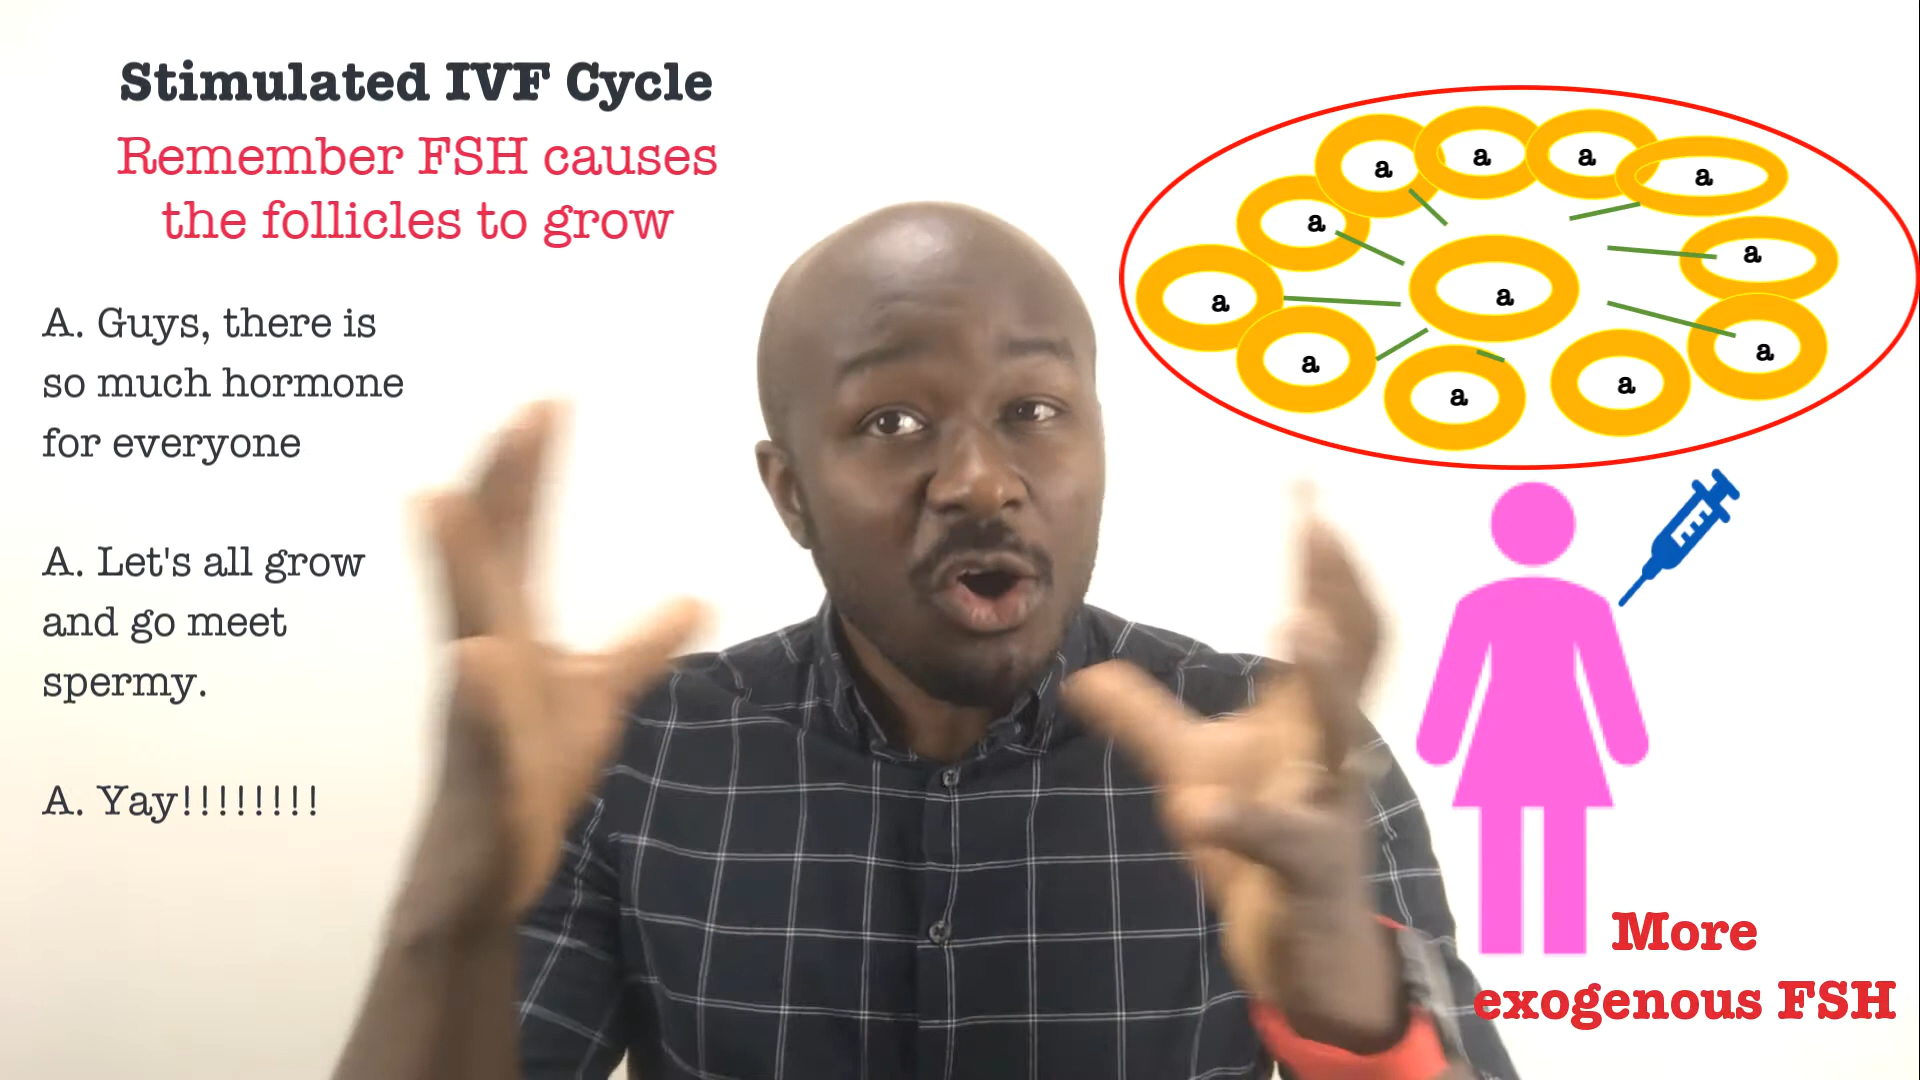 Stimulated IVF Cycle
Remember FSH causes
the follicles to grow
A. Guys, there is
so much hormone
for everyone
A. Let's all grow
and go meet
spermy.
A. Yay!!!!!!!!
a
a
a
a
a
a
a
a
a
a
a
a
More
exogenous FSH